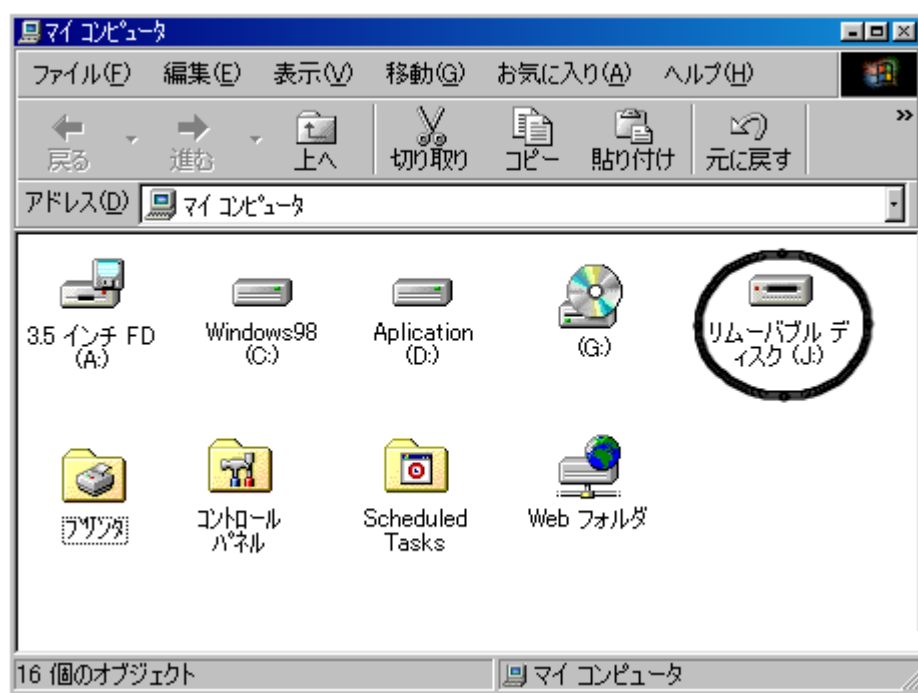 マイ コンピュータ
ファイル(F) 編集(E) 表示(V) 移動(G) お気に入り(A) ヘルプ(H)
戻る 進む 上へ 切り取り コピー 貼り付け 元に戻す »
アドレス(D) マイ コンピュータ
3.5 インチ FD
(A:)
Windows98
(C:)
Aplication
(D:)
(G:)
リムーバブル デ
ィスク (J:)
プリンタ
コントロール
パネル
Scheduled
Tasks
Web フォルダ
16 個のオブジェクト マイ コンピュータ